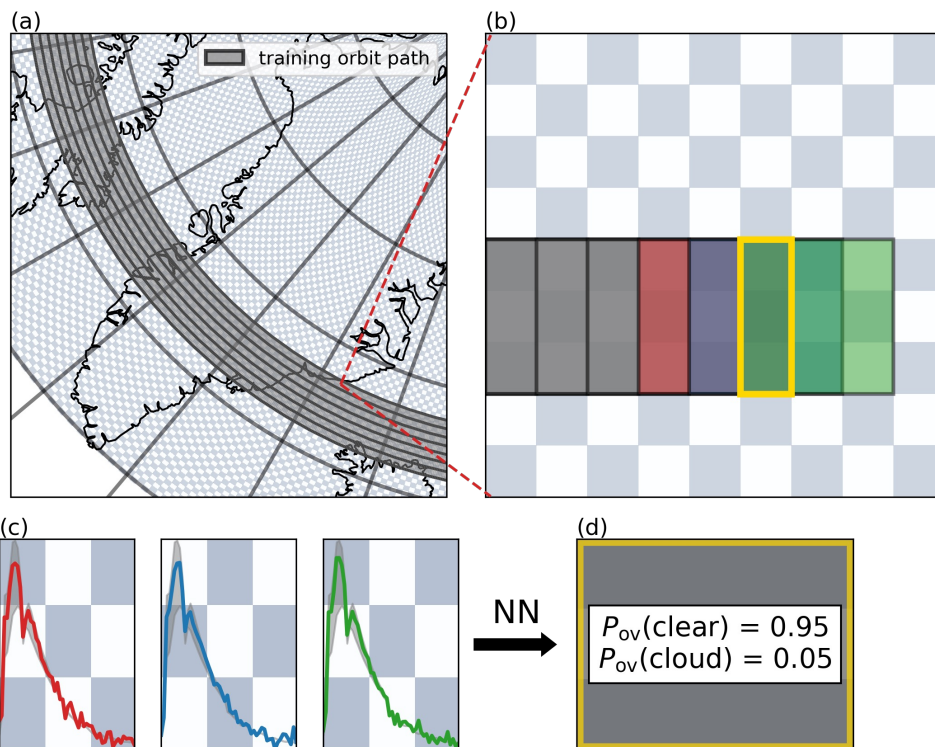 (a)
training orbit path
(b)
(c)
NN
(d)
P_ov(clear) = 0.95
P_ov(cloud) = 0.05